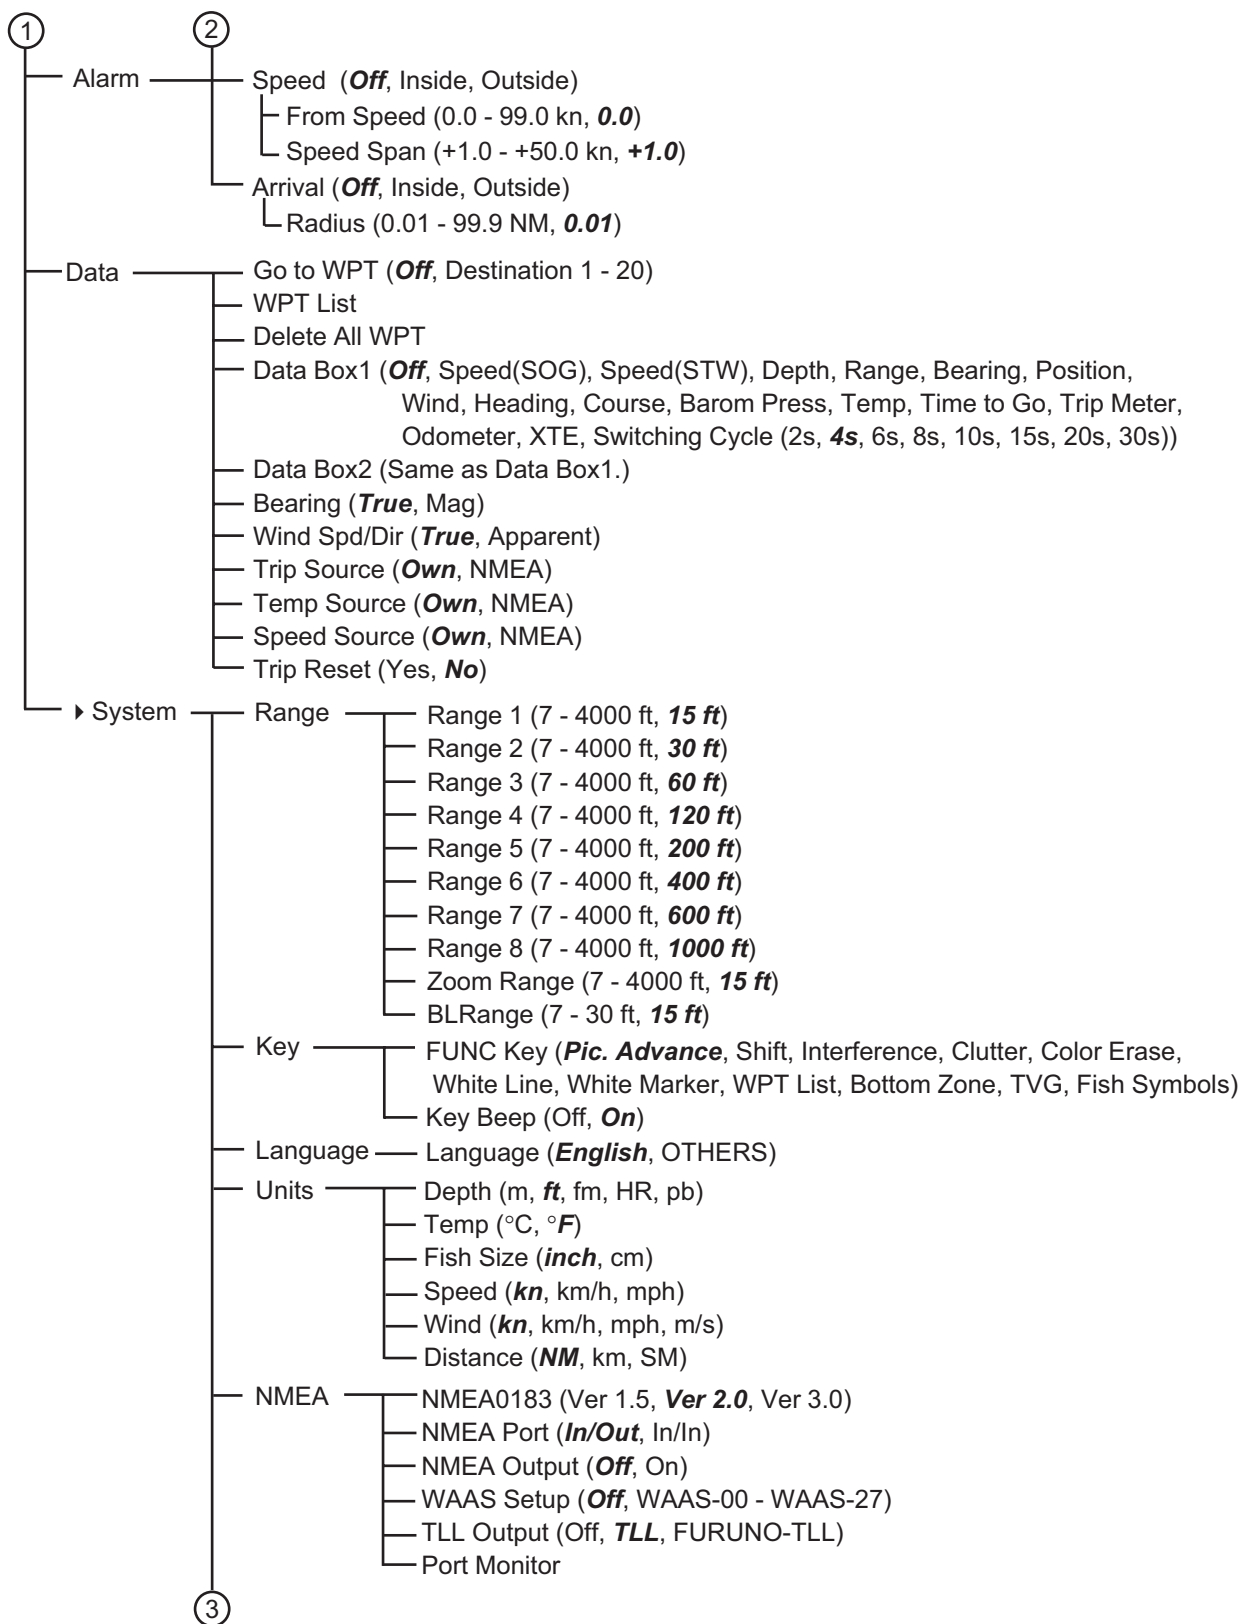 1 2
Alarm Speed (Off, Inside, Outside)
From Speed (0.0 - 99.0 kn, 0.0)
Speed Span (+1.0 - +50.0 kn, +1.0)
Arrival (Off, Inside, Outside)
Radius (0.01 - 99.9 NM, 0.01)
Data Go to WPT (Off, Destination 1 - 20)
WPT List
Delete All WPT
Data Box1 (Off, Speed(SOG), Speed(STW), Depth, Range, Bearing, Position,
Wind, Heading, Course, Barom Press, Temp, Time to Go, Trip Meter,
Odometer, XTE, Switching Cycle (2s, 4s, 6s, 8s, 10s, 15s, 20s, 30s))
Data Box2 (Same as Data Box1.)
Bearing (True, Mag)
Wind Spd/Dir (True, Apparent)
Trip Source (Own, NMEA)
Temp Source (Own, NMEA)
Speed Source (Own, NMEA)
Trip Reset (Yes, No)
System Range Range 1 (7 - 4000 ft, 15 ft)
Range 2 (7 - 4000 ft, 30 ft)
Range 3 (7 - 4000 ft, 60 ft)
Range 4 (7 - 4000 ft, 120 ft)
Range 5 (7 - 4000 ft, 200 ft)
Range 6 (7 - 4000 ft, 400 ft)
Range 7 (7 - 4000 ft, 600 ft)
Range 8 (7 - 4000 ft, 1000 ft)
Zoom Range (7 - 4000 ft, 15 ft)
BLRange (7 - 30 ft, 15 ft)
Key FUNC Key (Pic. Advance, Shift, Interference, Clutter, Color Erase,
White Line, White Marker, WPT List, Bottom Zone, TVG, Fish Symbols)
Key Beep (Off, On)
Language Language (English, OTHERS)
Units Depth (m, ft, fm, HR, pb)
Temp (°C, °F)
Fish Size (inch, cm)
Speed (kn, km/h, mph)
Wind (kn, km/h, mph, m/s)
Distance (NM, km, SM)
NMEA NMEA0183 (Ver 1.5, Ver 2.0, Ver 3.0)
NMEA Port (In/Out, In/In)
NMEA Output (Off, On)
WAAS Setup (Off, WAAS-00 - WAAS-27)
TLL Output (Off, TLL, FURUNO-TLL)
Port Monitor
3